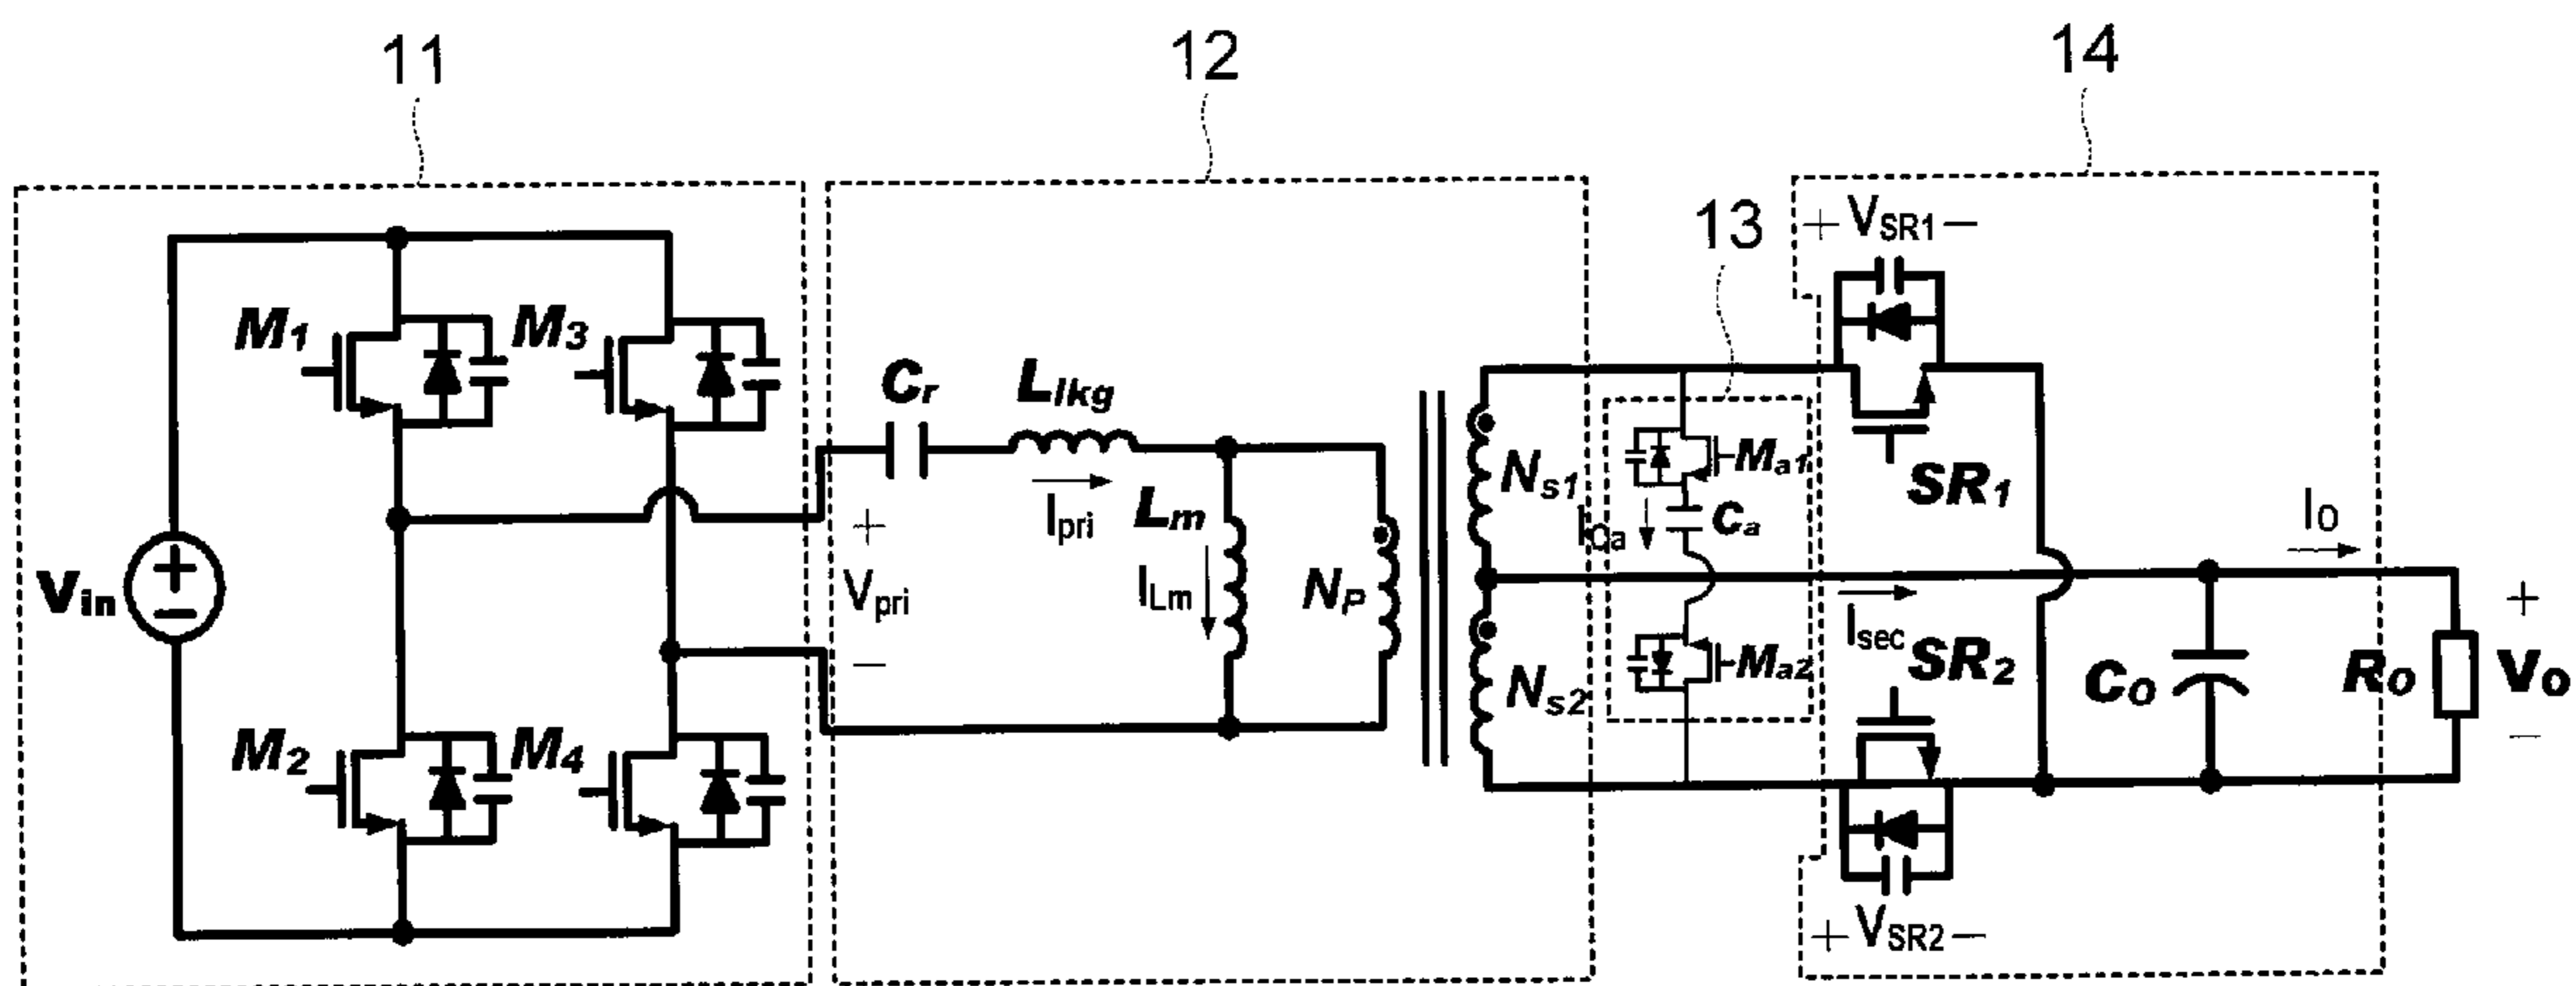 11
12
14
13
+ VSR1 −
M1
M3
Cr
Llkg
Ns1
Ma1
SR1
Ipri
Lm
ICa
Ca
IO
Vin
+
−
+
Vpri
−
ILm
NP
Isec
SR2
Ns2
Ma2
CO
RO
+
VO
−
M2
M4
+ VSR2 −